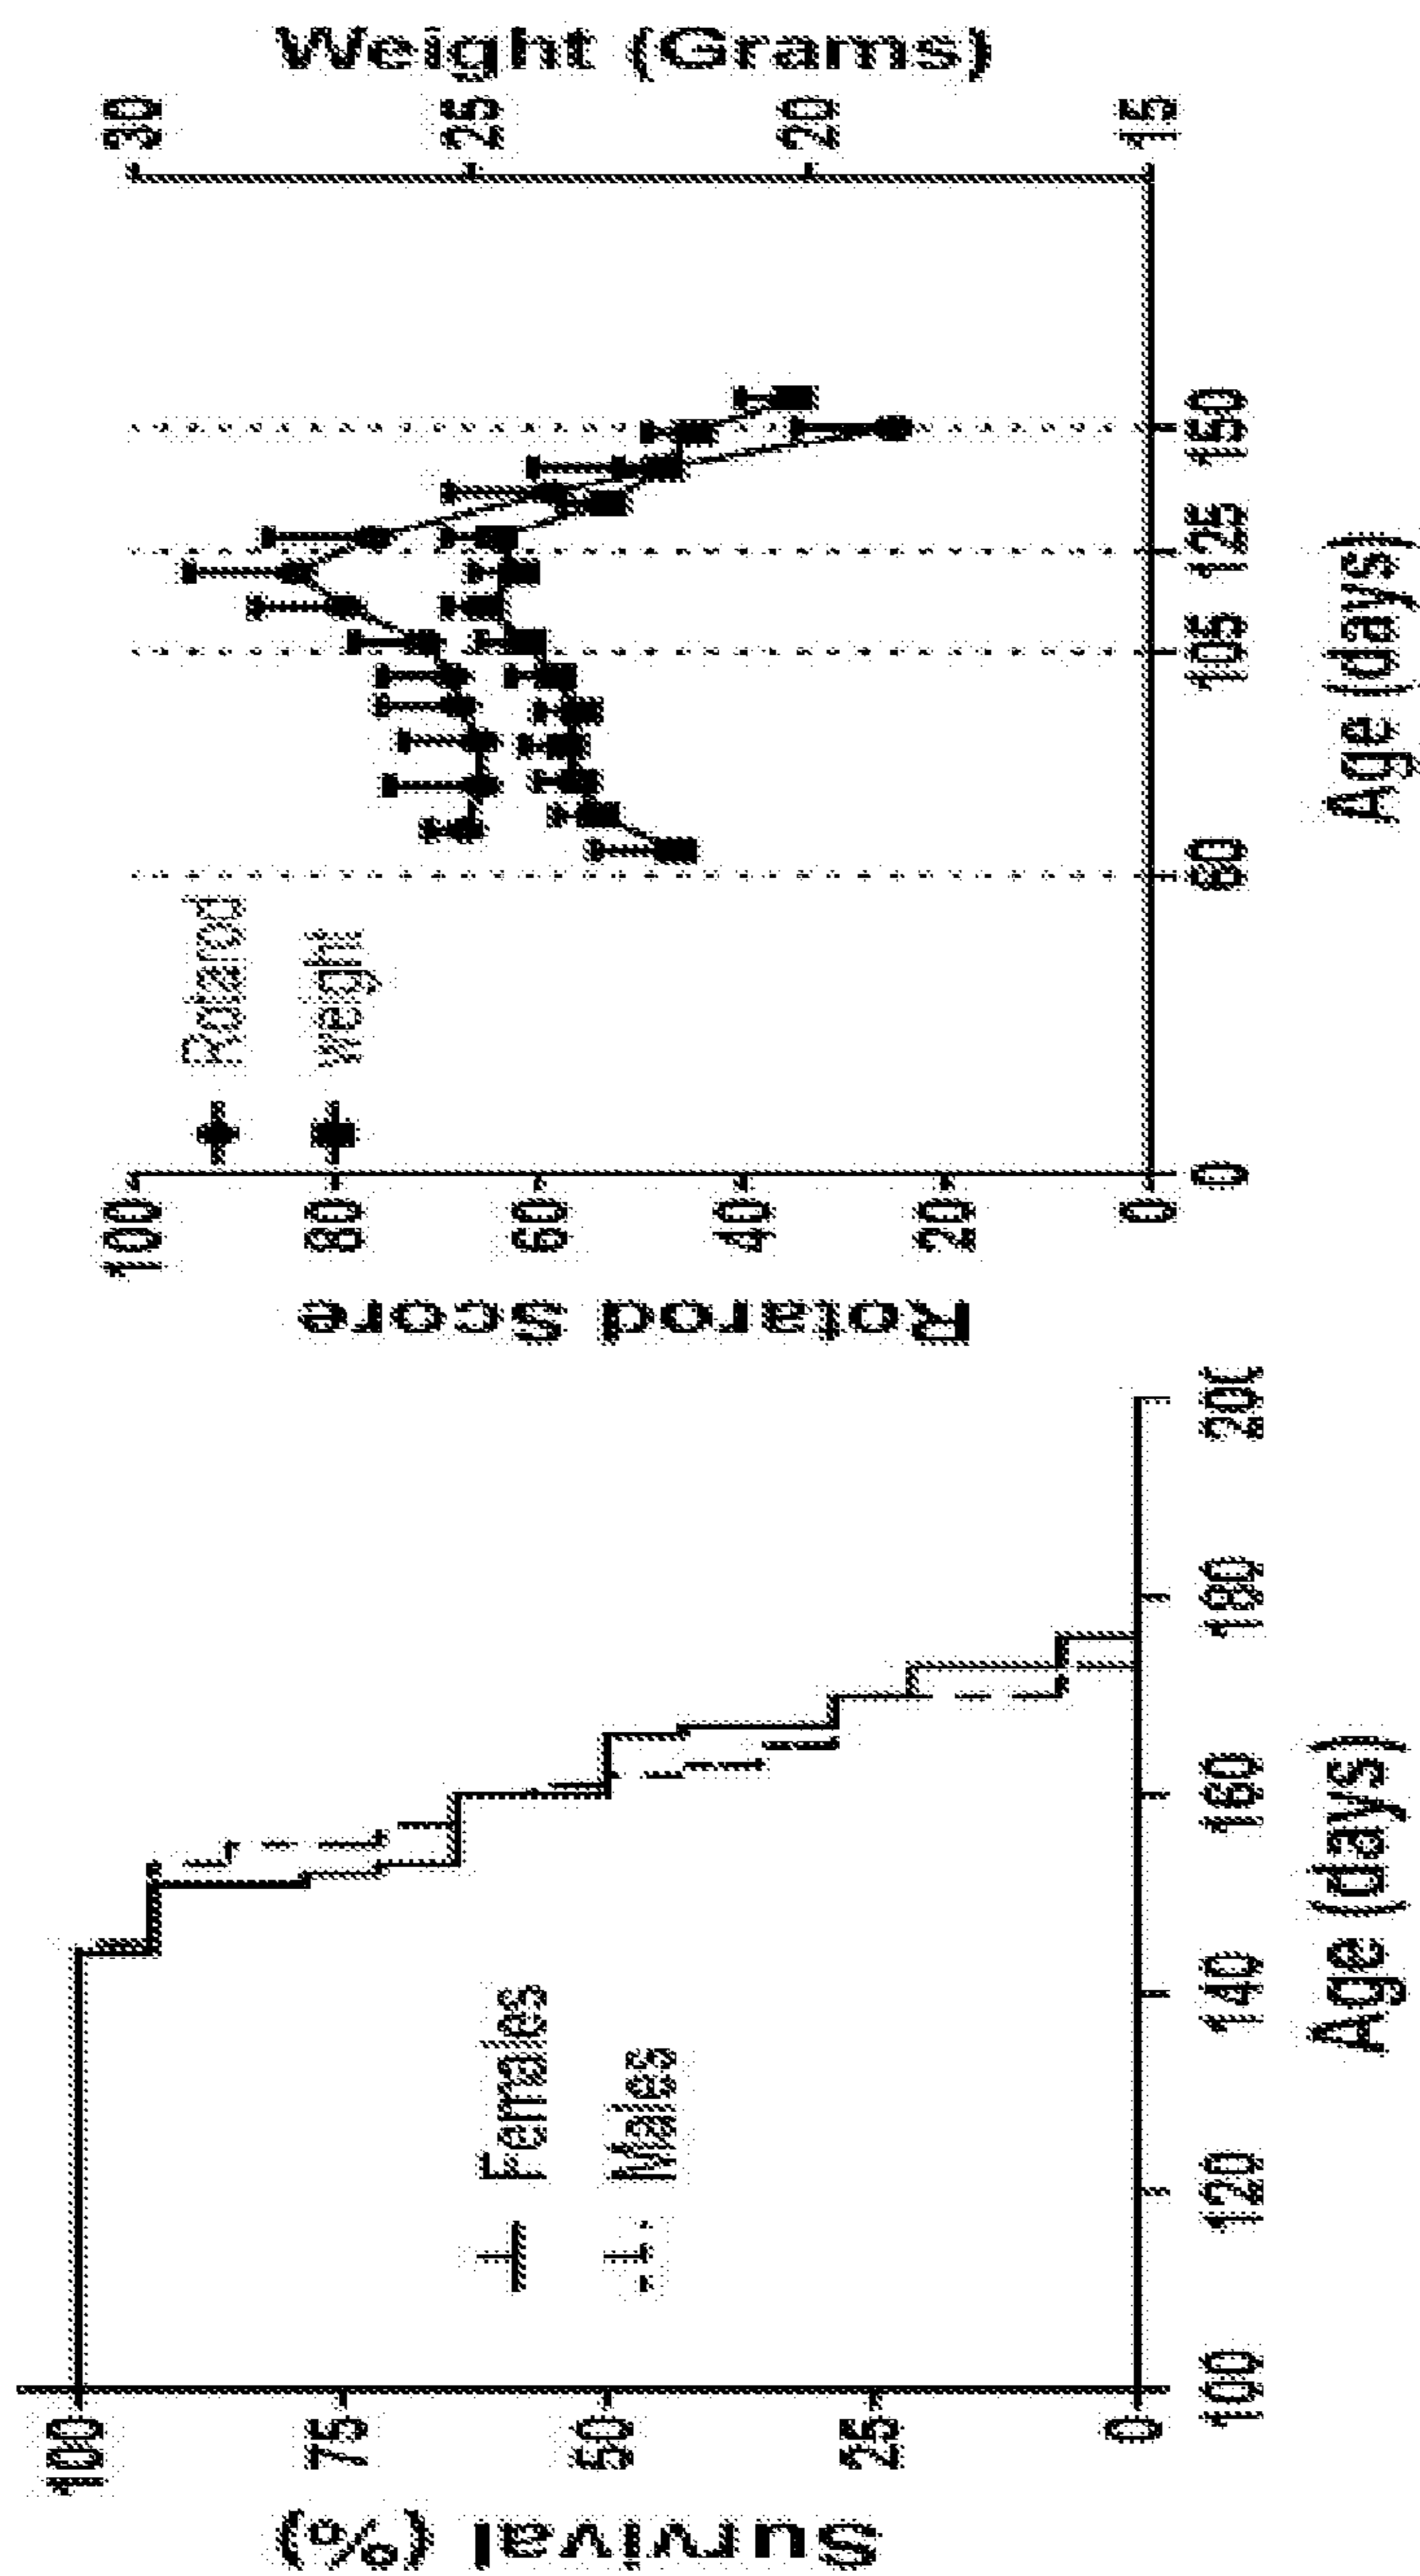 Survival (%)
100
75
50
25
0
Females
Males
100
120
140
160
180
200
Age (days)
Rotarod score
100
80
60
40
20
0
Rotarod
weight
0
60
105
125
150
Age (days)
Weight (Grams)
30
25
20
15